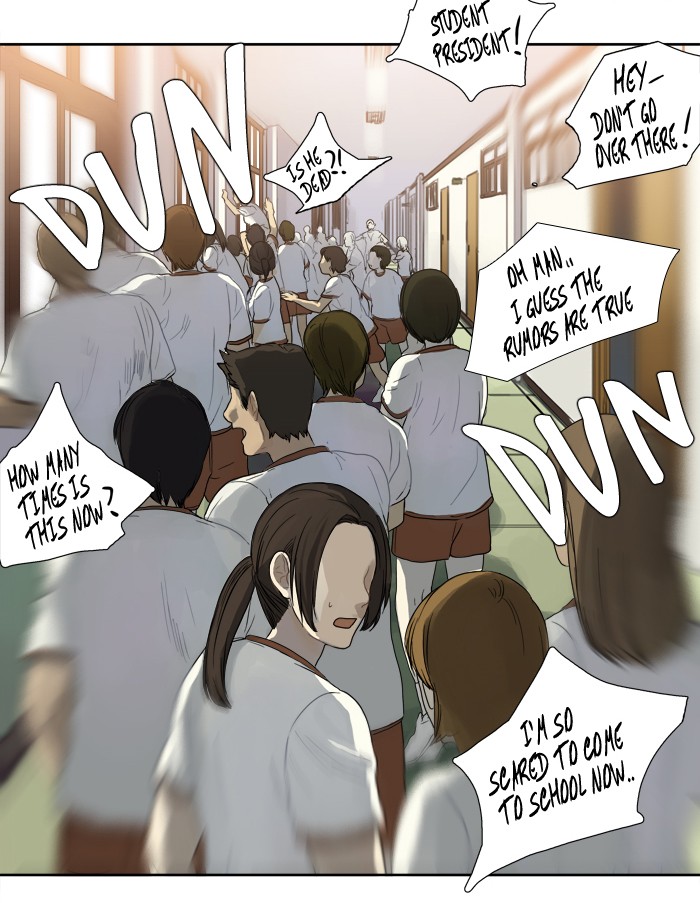 STUDENT
PRESIDENT!
HEY—
DON'T GO
OVER THERE!
DUN
IS HE
DEAD?!
OH MAN..
I GUESS THE
RUMORS ARE TRUE
DUN
HOW MANY
TIMES IS
THIS NOW?
I'M SO
SCARED TO COME
TO SCHOOL NOW..